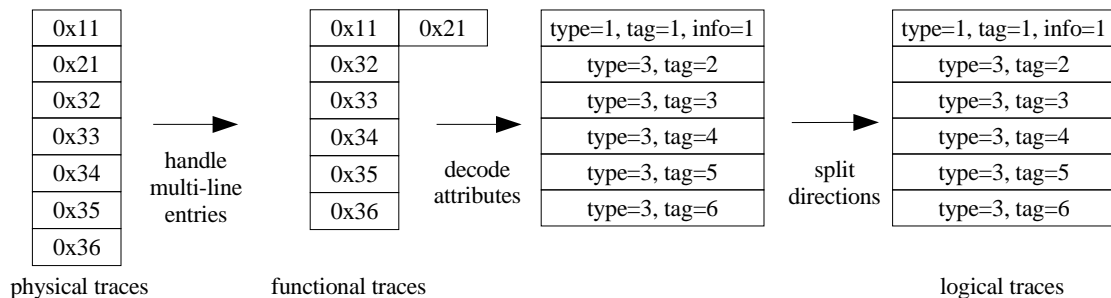 0x11
0x21
0x32
0x33
0x34
0x35
0x36
physical traces
handle
multi-line
entries
0x11 0x21
0x32
0x33
0x34
0x35
0x36
functional traces
decode
attributes
type=1, tag=1, info=1
type=3, tag=2
type=3, tag=3
type=3, tag=4
type=3, tag=5
type=3, tag=6
split
directions
type=1, tag=1, info=1
type=3, tag=2
type=3, tag=3
type=3, tag=4
type=3, tag=5
type=3, tag=6
logical traces